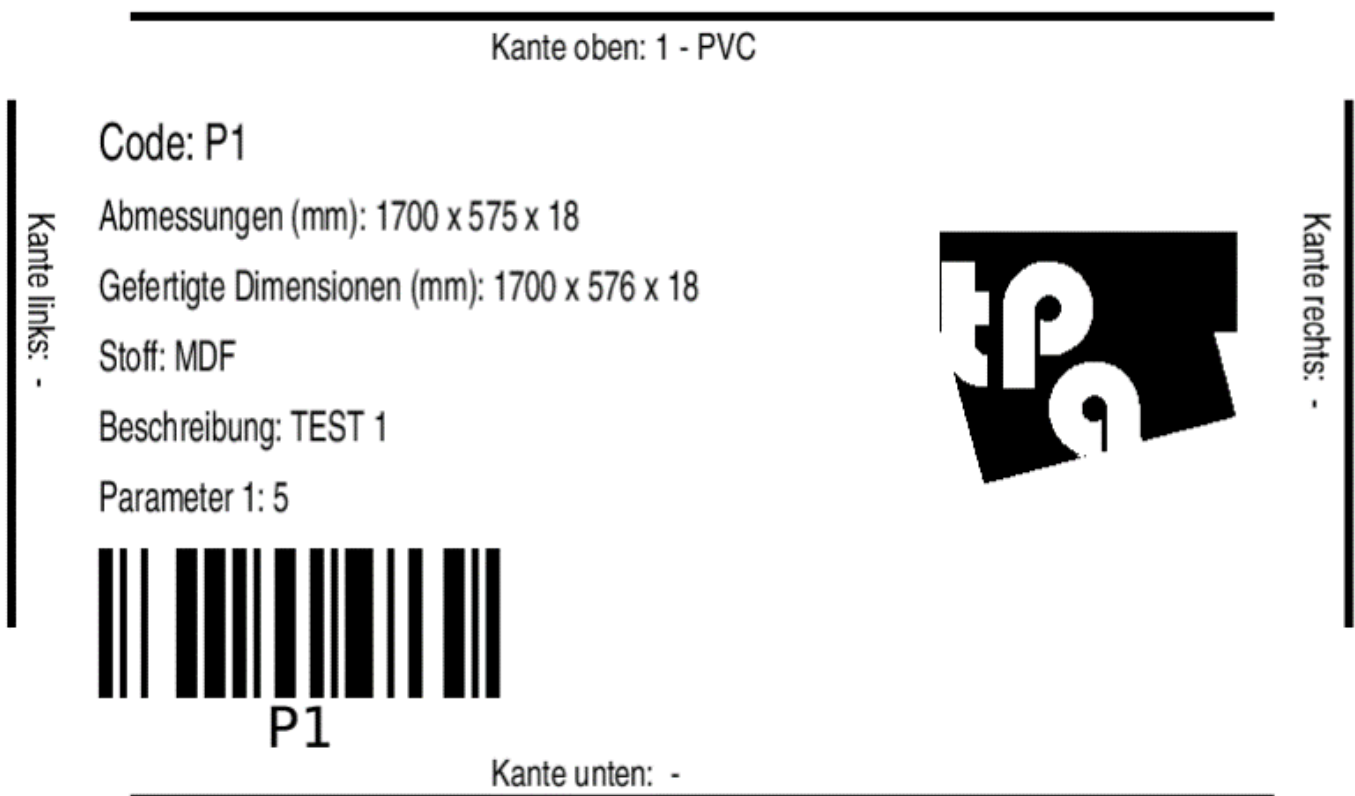 Kante oben: 1 - PVC
Code: P1
Abmessungen (mm): 1700 x 575 x 18
Gefertigte Dimensionen (mm): 1700 x 576 x 18
Stoff: MDF
Beschreibung: TEST 1
Parameter 1: 5
P1
Kante links: -
tpa
Kante rechts: -
Kante unten: -